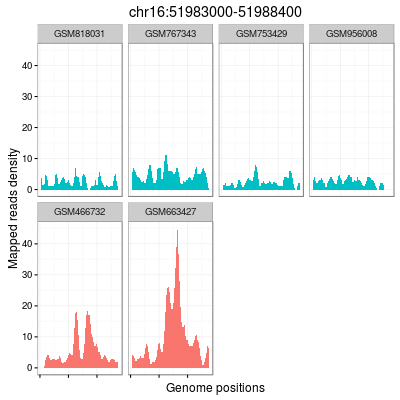 chr16:51983000-51988400
GSM818031 GSM767343 GSM753429 GSM956008
40
30
20
10
0
Mapped reads density
GSM466732 GSM663427
40
30
20
10
0
Genome positions